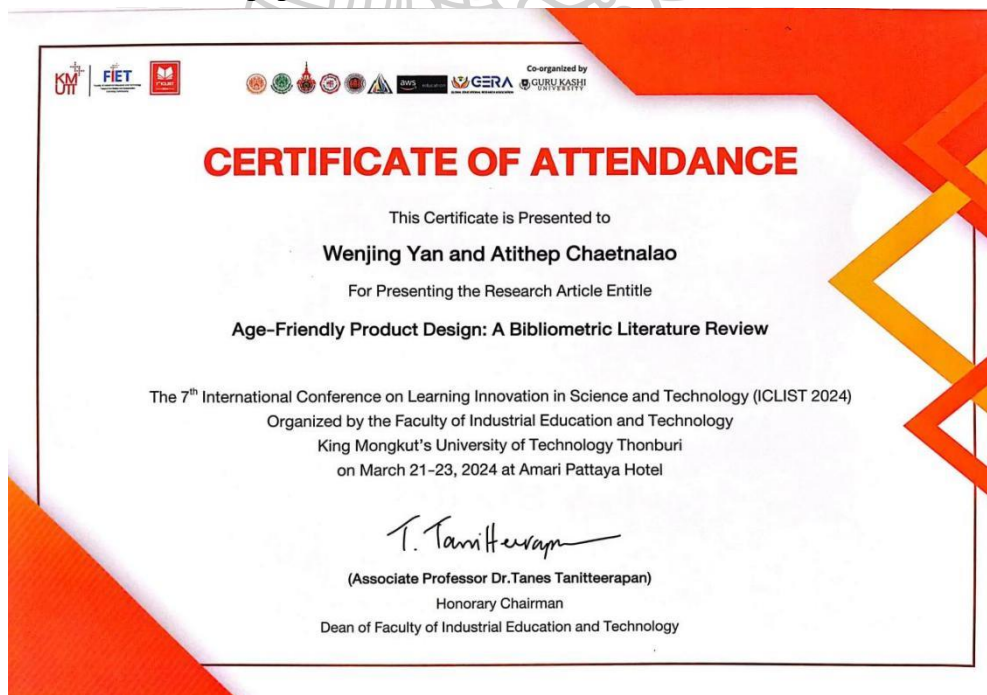 KMUTT
FIET
aws education
GERA
Co-organized by
GURU KASHI
UNIVERSITY
CERTIFICATE OF ATTENDANCE
This Certificate is Presented to
Wenjing Yan and Atithep Chaetnalao
For Presenting the Research Article Entitle
Age-Friendly Product Design: A Bibliometric Literature Review
The 7th International Conference on Learning Innovation in Science and Technology (ICLIST 2024)
Organized by the Faculty of Industrial Education and Technology
King Mongkut's University of Technology Thonburi
on March 21-23, 2024 at Amari Pattaya Hotel
T. Tanitteerapan
(Associate Professor Dr.Tanes Tanitteerapan)
Honorary Chairman
Dean of Faculty of Industrial Education and Technology